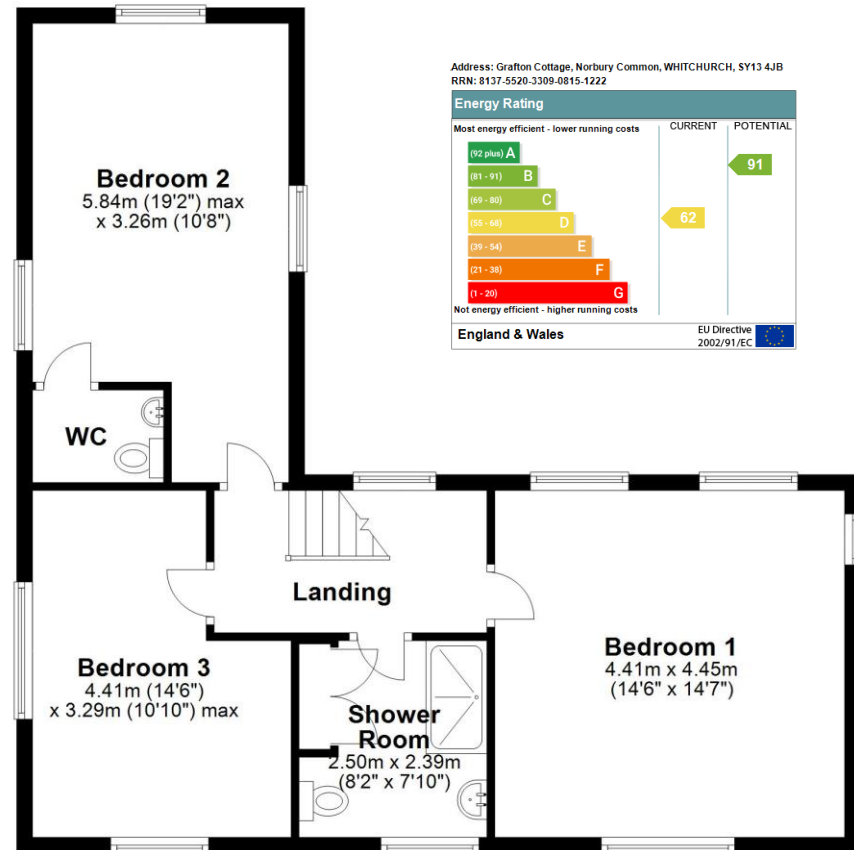 Address: Grafton Cottage, Norbury Common, WHITCHURCH, SY13 4JB
RRN: 8137-5520-3309-0815-1222
Energy Rating
Most energy efficient - lower running costs
CURRENT
POTENTIAL
(92 plus) A
(81 - 91) B
(69 - 80) C
(55 - 68) D
(39 - 54) E
(21 - 38) F
(1 - 20) G
62
91
Not energy efficient - higher running costs
England & Wales
EU Directive
2002/91/EC
Bedroom 2
5.84m (19'2") max
x 3.26m (10'8")
WC
Landing
Bedroom 3
4.41m (14'6")
x 3.29m (10'10") max
Shower
Room
2.50m x 2.39m
(8'2" x 7'10")
Bedroom 1
4.41m x 4.45m
(14'6" x 14'7")